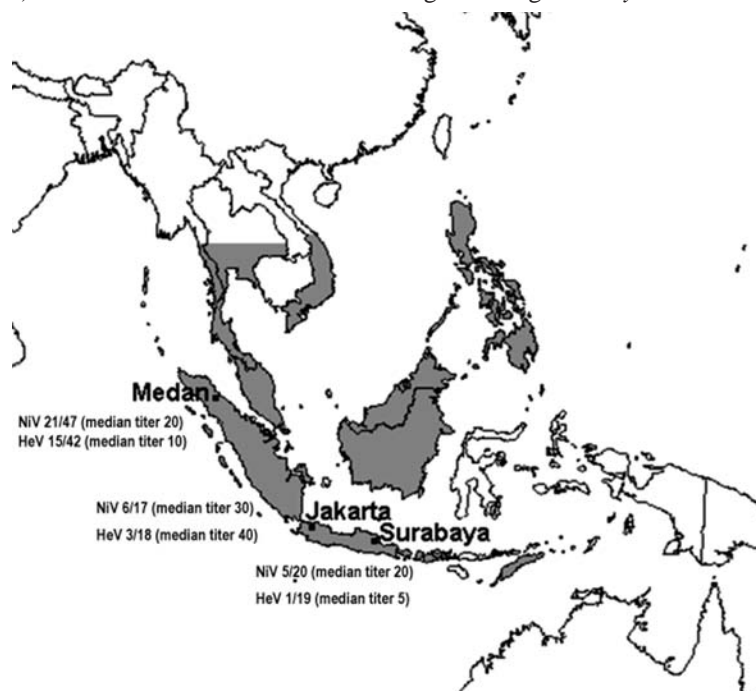 Medan
NiV 21/47 (median titer 20)
HeV 15/42 (median titer 10)
NiV 6/17 (median titer 30)
Jakarta
HeV 3/18 (median titer 40)
Surabaya
NiV 5/20 (median titer 20)
HeV 1/19 (median titer 5)